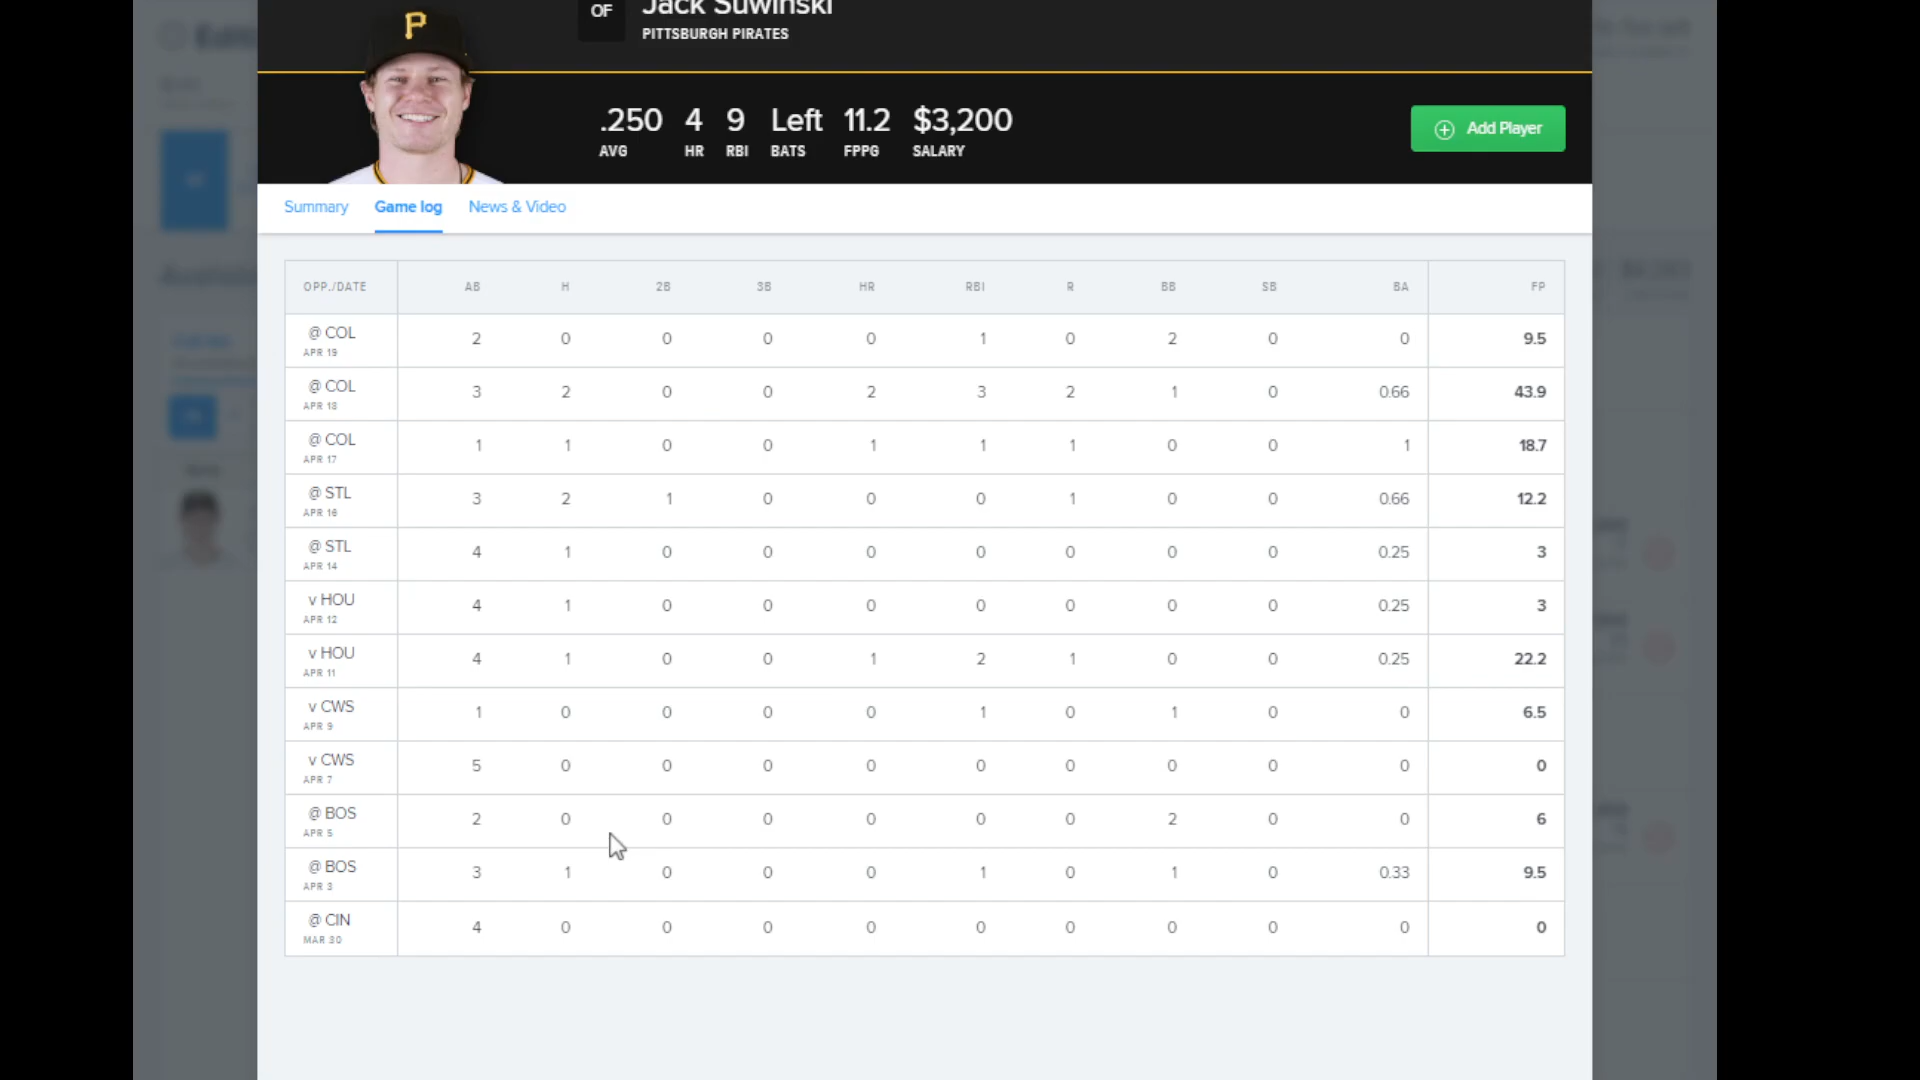 OF
Jack Suwinski
PITTSBURGH PIRATES
P
.250 4 9 Left 11.2 $3,200
AVG HR RBI BATS FPPG SALARY
Add Player
Summary Game log News & Video
OPP./DATE AB H 2B 3B HR RBI R BB SB BA FP
@ COL 2 0 0 0 0 1 0 2 0 0 9.5
APR 19
@ COL 3 2 0 0 2 3 2 1 0 0.66 43.9
APR 18
@ COL 1 1 0 0 1 1 1 0 0 1 18.7
APR 17
@ STL 3 2 1 0 0 0 1 0 0 0.66 12.2
APR 16
@ STL 4 1 0 0 0 0 0 0 0 0.25 3
APR 14
v HOU 4 1 0 0 0 0 0 0 0 0.25 3
APR 12
v HOU 4 1 0 0 1 2 1 0 0 0.25 22.2
APR 11
v CWS 1 0 0 0 0 1 0 1 0 0 6.5
APR 9
v CWS 5 0 0 0 0 0 0 0 0 0 0
APR 7
@ BOS 2 0 0 0 0 0 0 2 0 0 6
APR 5
@ BOS 3 1 0 0 0 1 0 1 0 0.33 9.5
APR 3
@ CIN 4 0 0 0 0 0 0 0 0 0 0
MAR 30